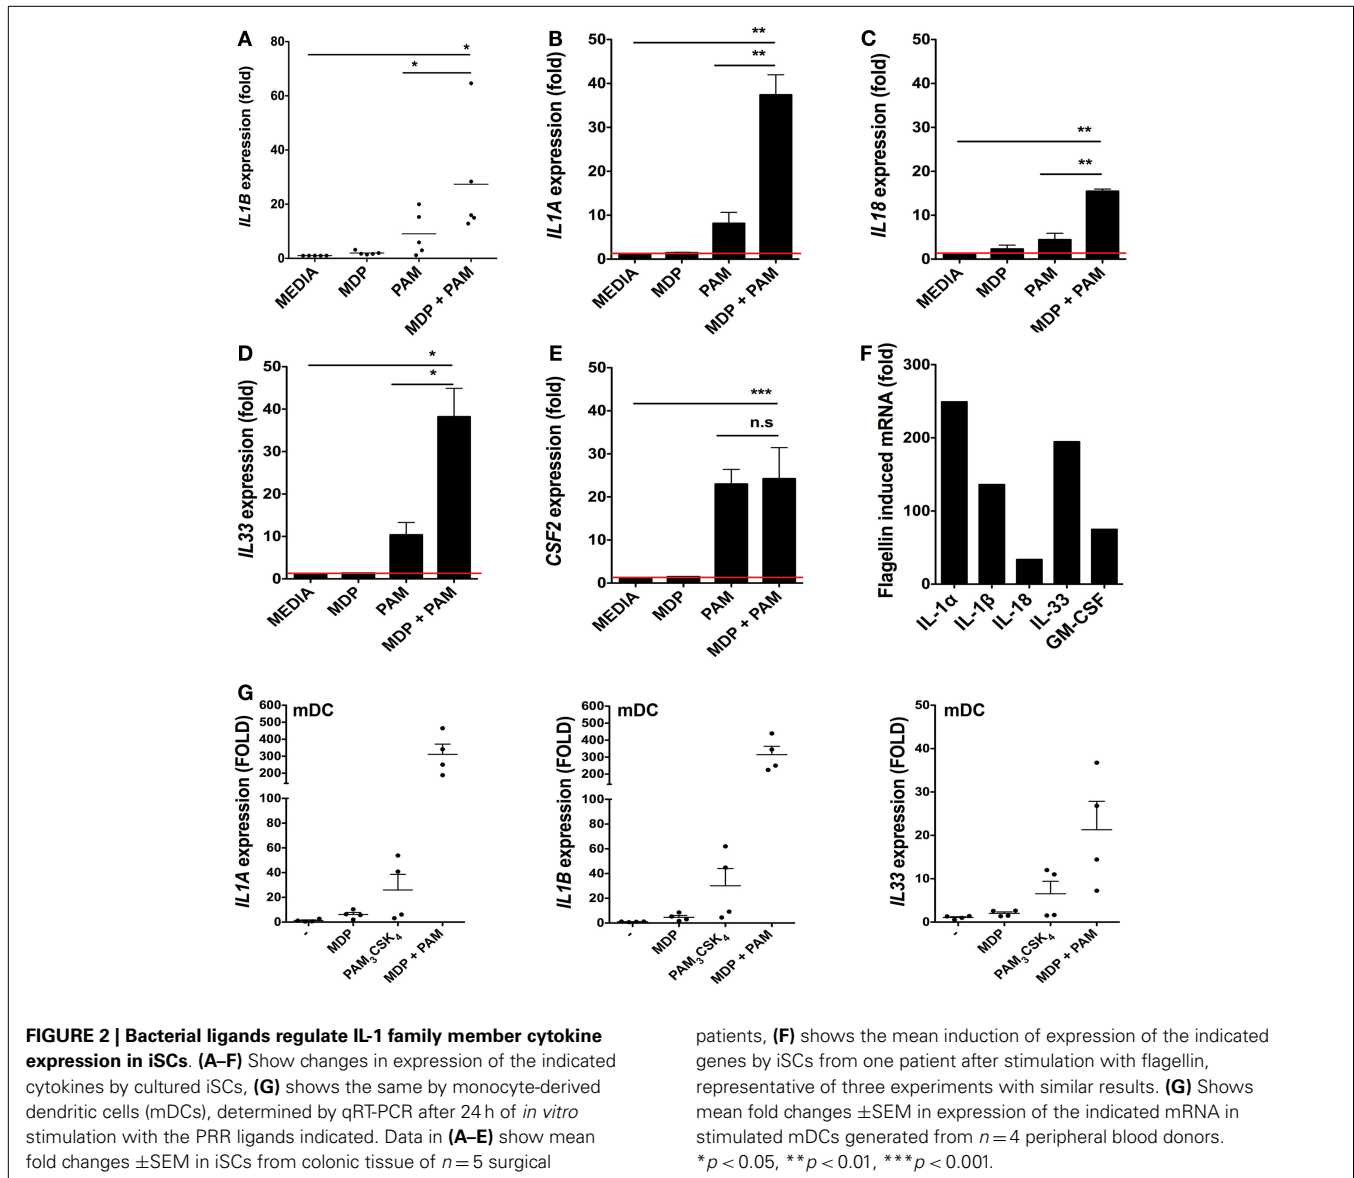 A
IL1B expression (fold)
80
60
40
20
0
*
*
MEDIA
MDP
PAM
MDP + PAM
B
IL1A expression (fold)
50
40
30
20
10
0
**
**
MEDIA
MDP
PAM
MDP + PAM
C
IL18 expression (fold)
50
40
30
20
10
0
**
**
MEDIA
MDP
PAM
MDP + PAM
D
IL33 expression (fold)
50
40
30
20
10
0
*
*
MEDIA
MDP
PAM
MDP + PAM
E
CSF2 expression (fold)
50
40
30
20
10
0
***
n.s
MEDIA
MDP
PAM
MDP + PAM
F
Flagellin induced mRNA (fold)
300
200
100
0
IL-1α
IL-1β
IL-18
IL-33
GM-CSF
G
mDC
IL1A expression (FOLD)
600
500
400
300
200
100
80
60
40
20
0
-
MDP
PAM₃CSK₄
MDP + PAM
mDC
IL1B expression (FOLD)
600
500
400
300
200
100
80
60
40
20
0
-
MDP
PAM₃CSK₄
MDP + PAM
mDC
IL33 expression (FOLD)
50
40
30
20
10
0
-
MDP
PAM₃CSK₄
MDP + PAM
FIGURE 2 | Bacterial ligands regulate IL-1 family member cytokine
expression in iSCs. (A–F) Show changes in expression of the indicated
cytokines by cultured iSCs, (G) shows the same by monocyte-derived
dendritic cells (mDCs), determined by qRT-PCR after 24 h of in vitro
stimulation with the PRR ligands indicated. Data in (A–E) show mean
fold changes ±SEM in iSCs from colonic tissue of n = 5 surgical
patients, (F) shows the mean induction of expression of the indicated
genes by iSCs from one patient after stimulation with flagellin,
representative of three experiments with similar results. (G) Shows
mean fold changes ±SEM in expression of the indicated mRNA in
stimulated mDCs generated from n = 4 peripheral blood donors.
*p < 0.05, **p < 0.01, ***p < 0.001.